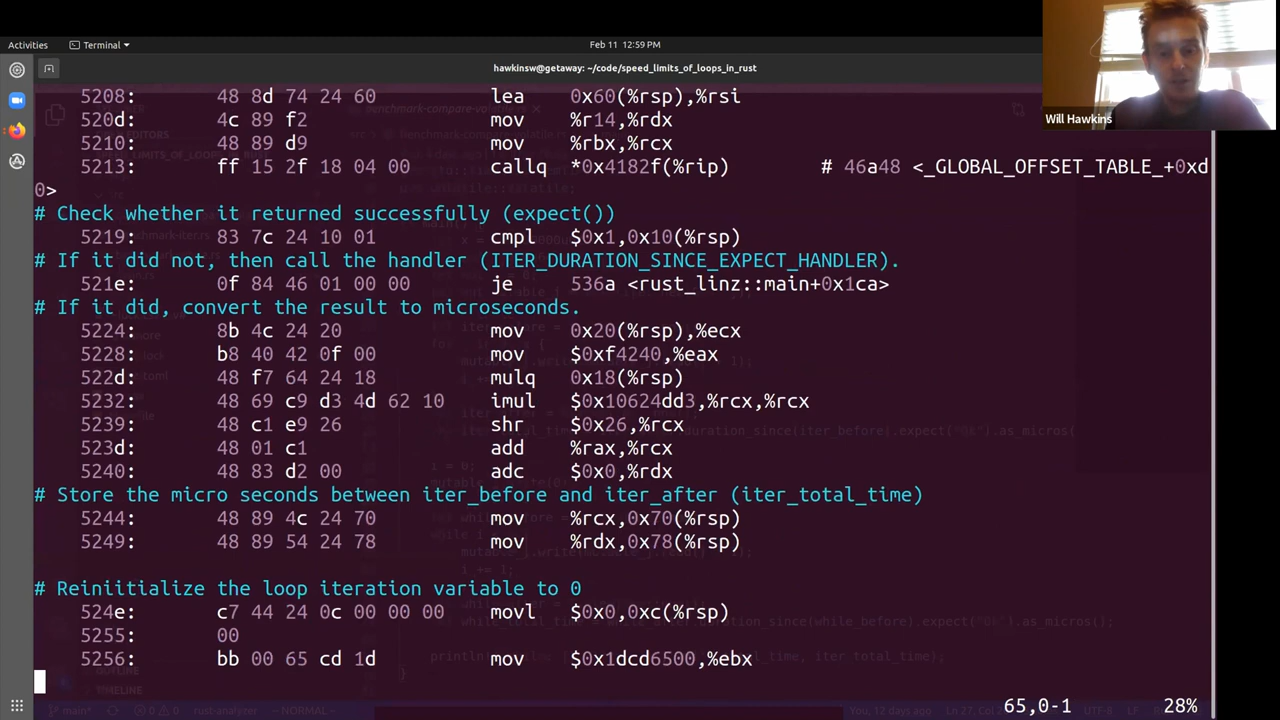 Activities
Terminal
Feb 11 12:59 PM
hawkinsw@getaway: ~/code/speed_limits_of_loops_in_rust
Will Hawkins
5208: 48 8d 74 24 60 lea 0x60(%rsp),%rsi
520d: 4c 89 f2 mov %r14,%rdx
5210: 48 89 d9 mov %rbx,%rcx
5213: ff 15 2f 18 04 00 callq *0x4182f(%rip) # 46a48 <_GLOBAL_OFFSET_TABLE_+0xd
0>
# Check whether it returned successfully (expect())
5219: 83 7c 24 10 01 cmpl $0x1,0x10(%rsp)
# If it did not, then call the handler (ITER_DURATION_SINCE_EXPECT_HANDLER).
521e: 0f 84 46 01 00 00 je 536a <rust_linz::main+0x1ca>
# If it did, convert the result to microseconds.
5224: 8b 4c 24 20 mov 0x20(%rsp),%ecx
5228: b8 40 42 0f 00 mov $0xf4240,%eax
522d: 48 f7 64 24 18 mulq 0x18(%rsp)
5232: 48 69 c9 d3 4d 62 10 imul $0x10624dd3,%rcx,%rcx
5239: 48 c1 e9 26 shr $0x26,%rcx
523d: 48 01 c1 add %rax,%rcx
5240: 48 83 d2 00 adc $0x0,%rdx
# Store the micro seconds between iter_before and iter_after (iter_total_time)
5244: 48 89 4c 24 70 mov %rcx,0x70(%rsp)
5249: 48 89 54 24 78 mov %rdx,0x78(%rsp)
# Reiniitialize the loop iteration variable to 0
524e: c7 44 24 0c 00 00 00 movl $0x0,0xc(%rsp)
5255: 00
5256: bb 00 65 cd 1d mov $0x1dcd6500,%ebx
65,0-1 28%